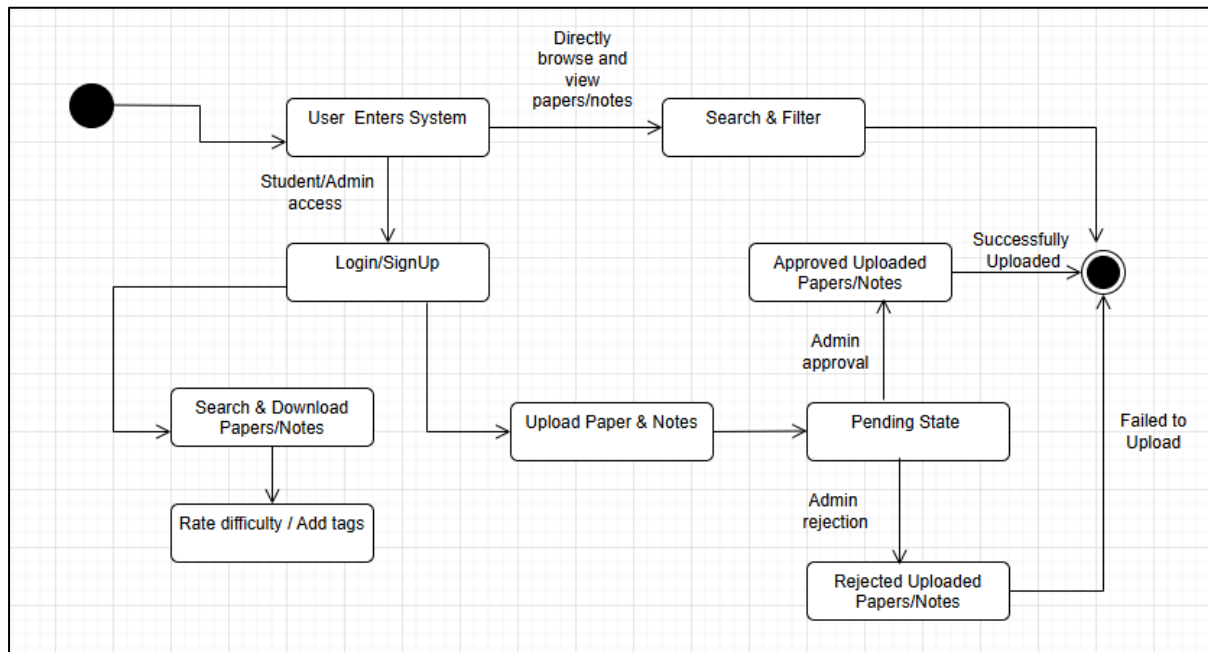 Directly
browse and
view
papers/notes
User Enters System
Search & Filter
Student/Admin
access
Login/SignUp
Approved Uploaded
Papers/Notes
Successfully
Uploaded
Admin
approval
Search & Download
Papers/Notes
Upload Paper & Notes
Pending State
Failed to
Upload
Rate difficulty / Add tags
Admin
rejection
Rejected Uploaded
Papers/Notes